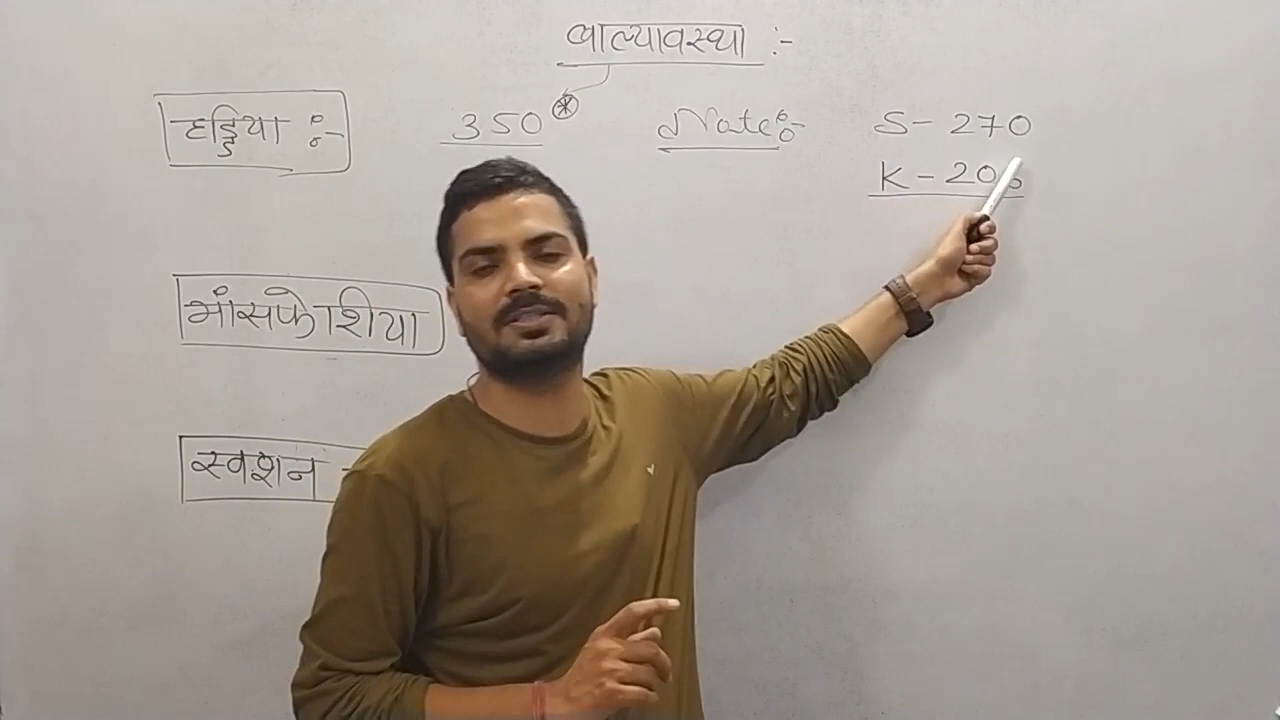 बाल्यावस्था :-
हड्डिया :- 350 Note:- S- 270
K - 206
मांसपेशिया
स्वशन -